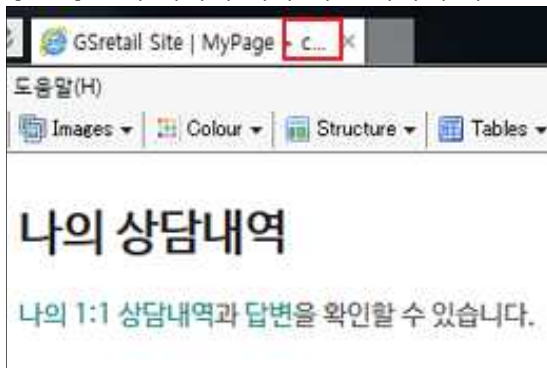 GSretail Site | MyPage - c...
도움말(H)
Images Colour Structure Tables
나의 상담내역
나의 1:1 상담내역과 답변을 확인할 수 있습니다.